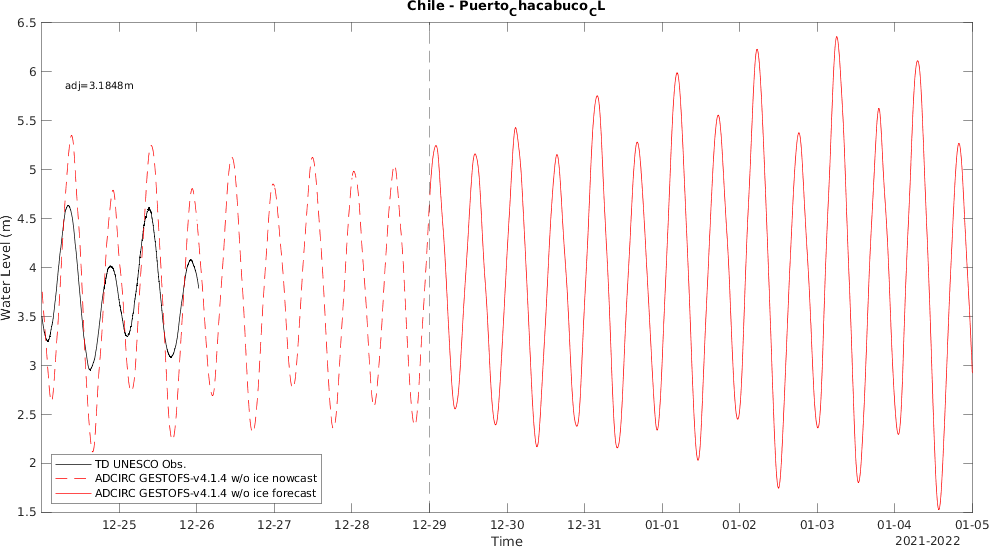 Chile - Puerto_Chacabuco_CL
6.5
6
5.5
5
4.5
4
3.5
3
2.5
2
1.5
Water Level (m)
adj=3.1848m
TD UNESCO Obs.
ADCIRC GESTOFS-v4.1.4 w/o ice nowcast
ADCIRC GESTOFS-v4.1.4 w/o ice forecast
12-25 12-26 12-27 12-28 12-29 12-30 12-31 01-01 01-02 01-03 01-04 01-05
Time
2021-2022